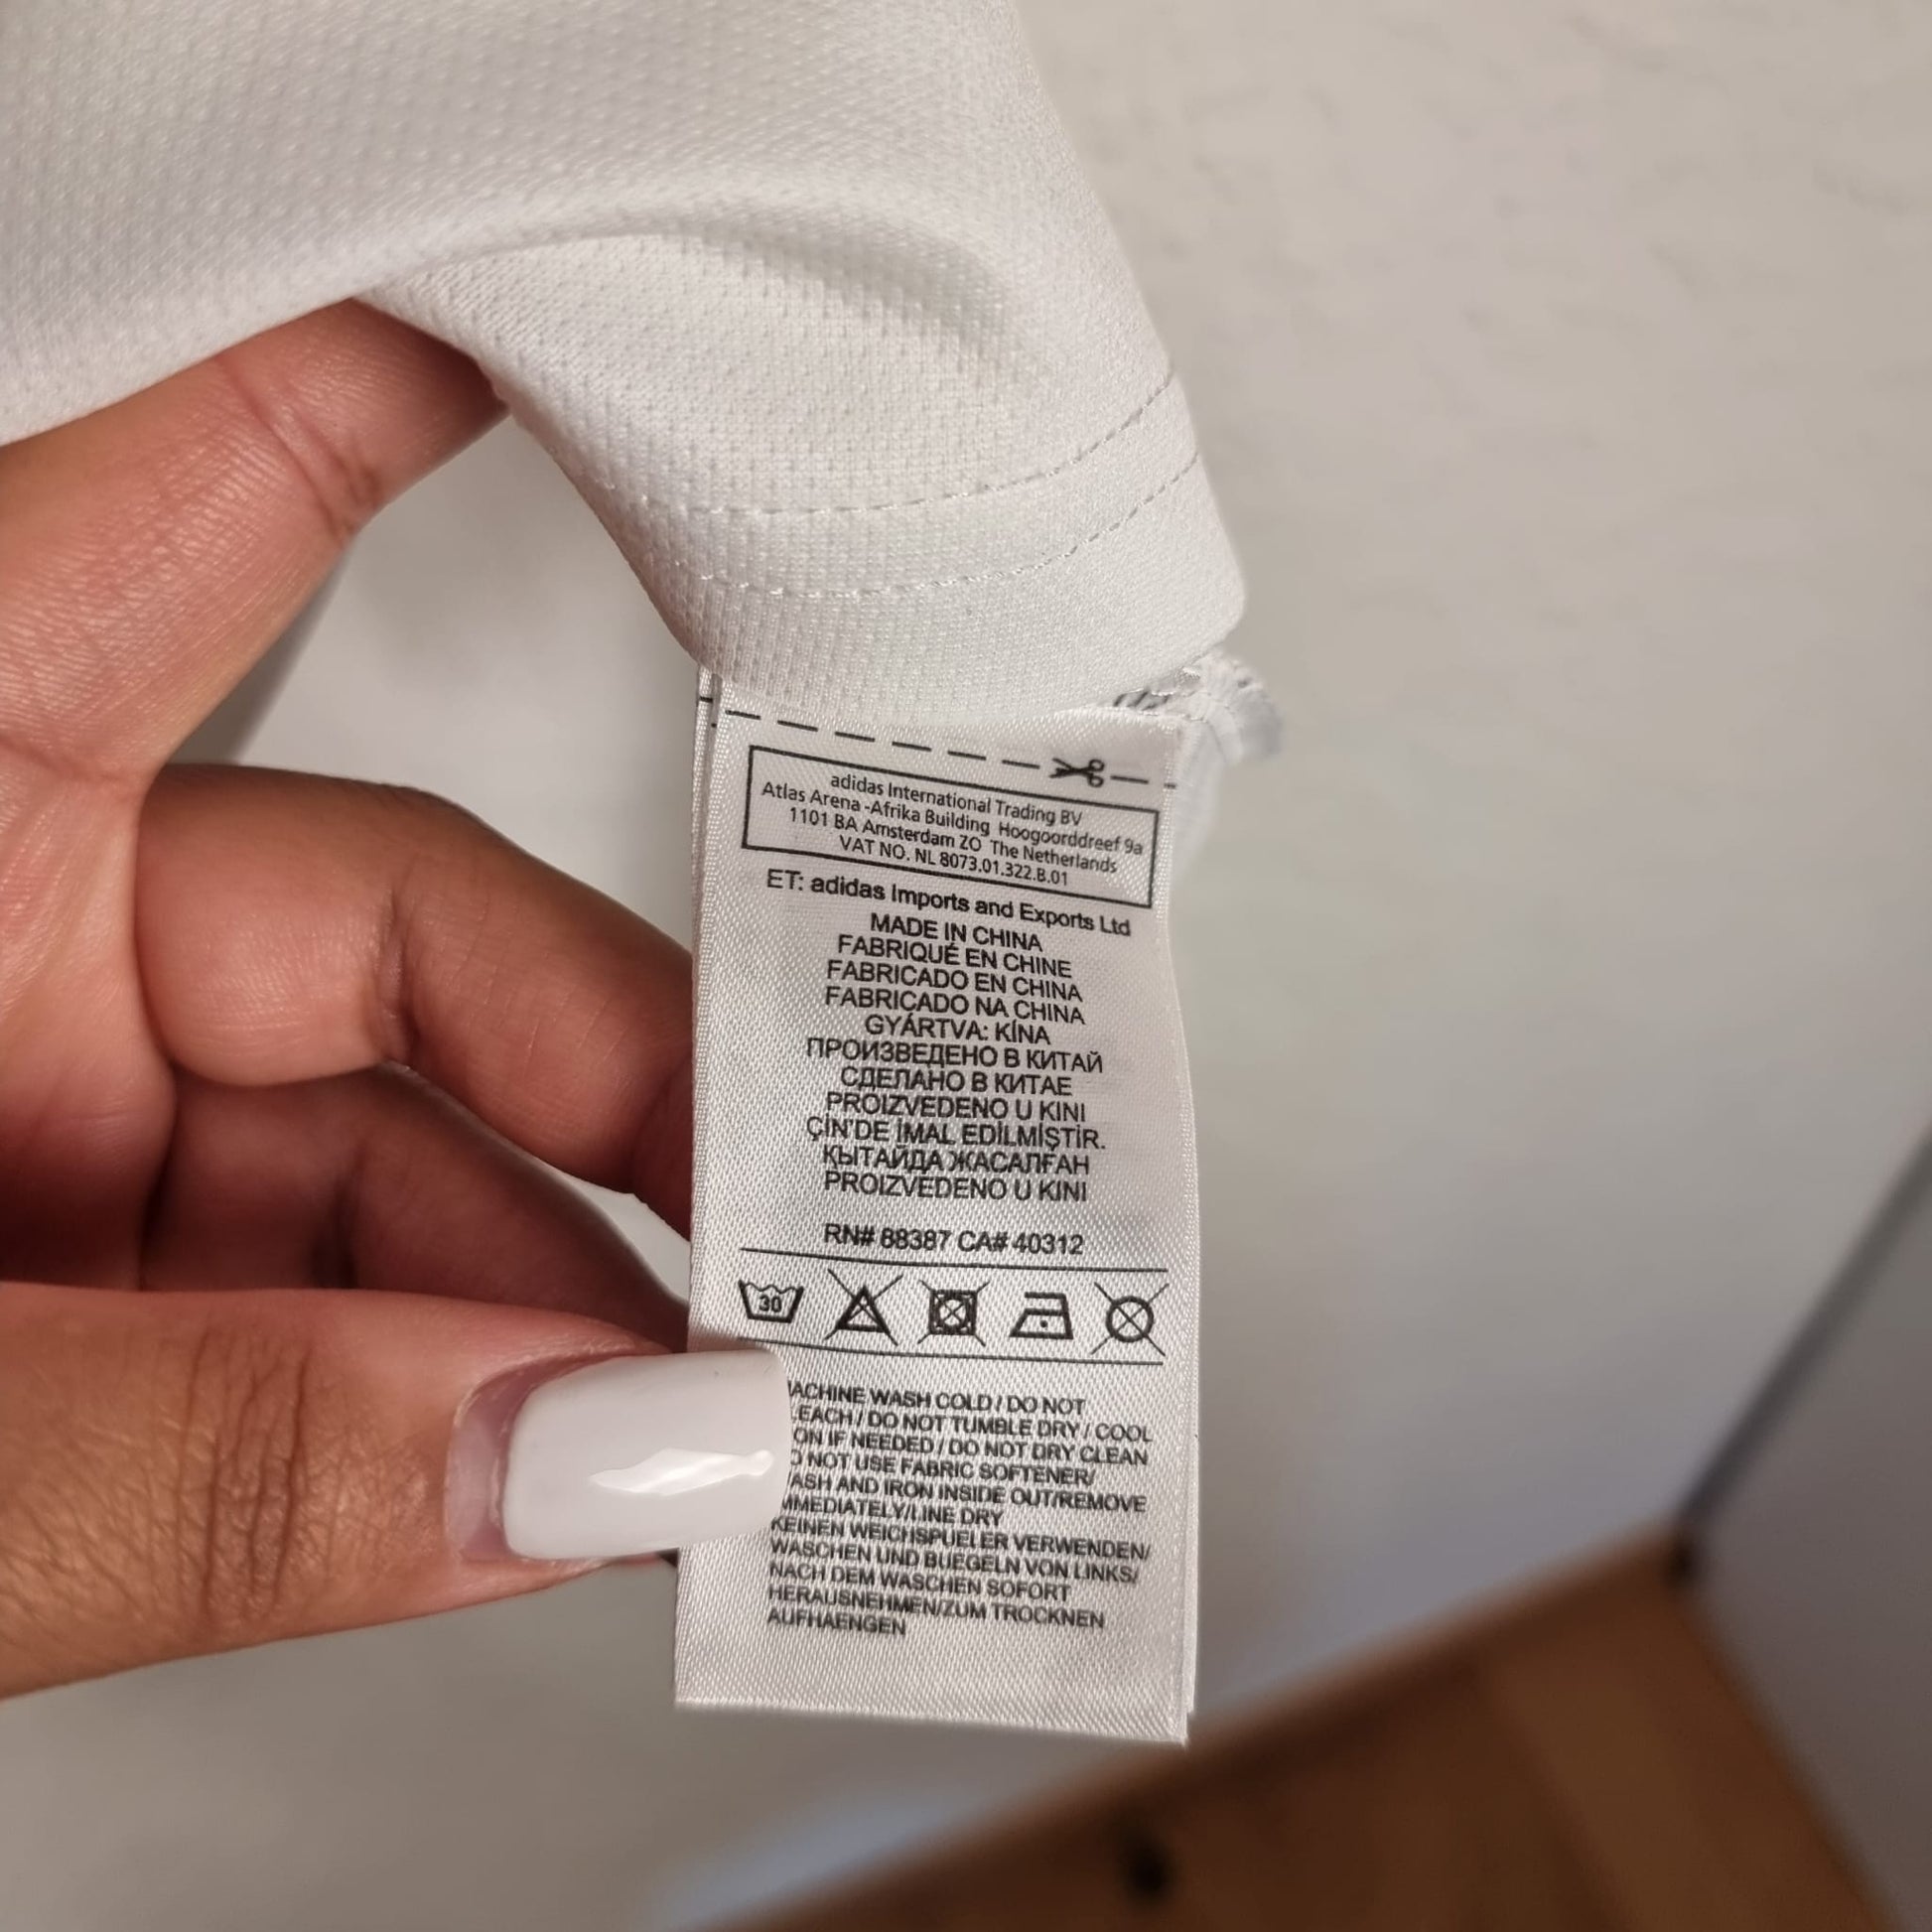 adidas International Trading BV
Atlas Arena -Afrika Building Hoogoorddreef 9a
1101 BA Amsterdam ZO The Netherlands
VAT NO. NL 8073.01.322.B.01
ET: adidas Imports and Exports Ltd
MADE IN CHINA
FABRIQUÉ EN CHINE
FABRICADO EN CHINA
FABRICADO NA CHINA
GYÁRTVA: KÍNA
ПРОИЗВЕДЕНО В КИТАЙ
СДЕЛАНО В КИТАЕ
PROIZVEDENO U KINI
ÇİN'DE İMAL EDİLMİŞTİR.
ҚЫТАЙДА ЖАСАЛҒАН
PROIZVEDENO U KINI
RN# 88387 CA# 40312
30
ACHINE WASH COLD / DO NOT
EACH / DO NOT TUMBLE DRY / COOL
ON IF NEEDED / DO NOT DRY CLEAN
NOT USE FABRIC SOFTENER/
ASH AND IRON INSIDE OUT/REMOVE
MMEDIATELY/LINE DRY
KEINEN WEICHSPUELER VERWENDEN/
WASCHEN UND BUEGELN VON LINKS/
NACH DEM WASCHEN SOFORT
HERAUSNEHMEN/ZUM TROCKNEN
AUFHAENGEN